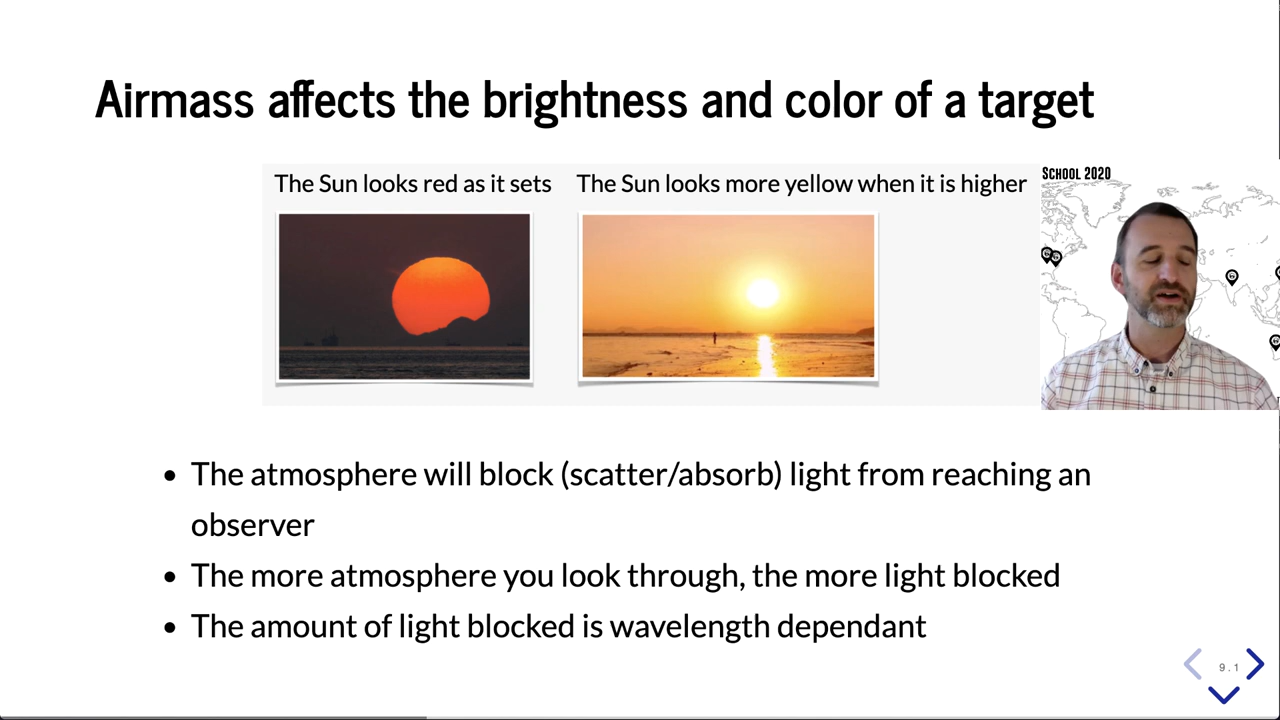 Airmass affects the brightness and color of a target
The Sun looks red as it sets
The Sun looks more yellow when it is higher
School 2020
• The atmosphere will block (scatter/absorb) light from reaching an
observer
• The more atmosphere you look through, the more light blocked
• The amount of light blocked is wavelength dependant
9.1